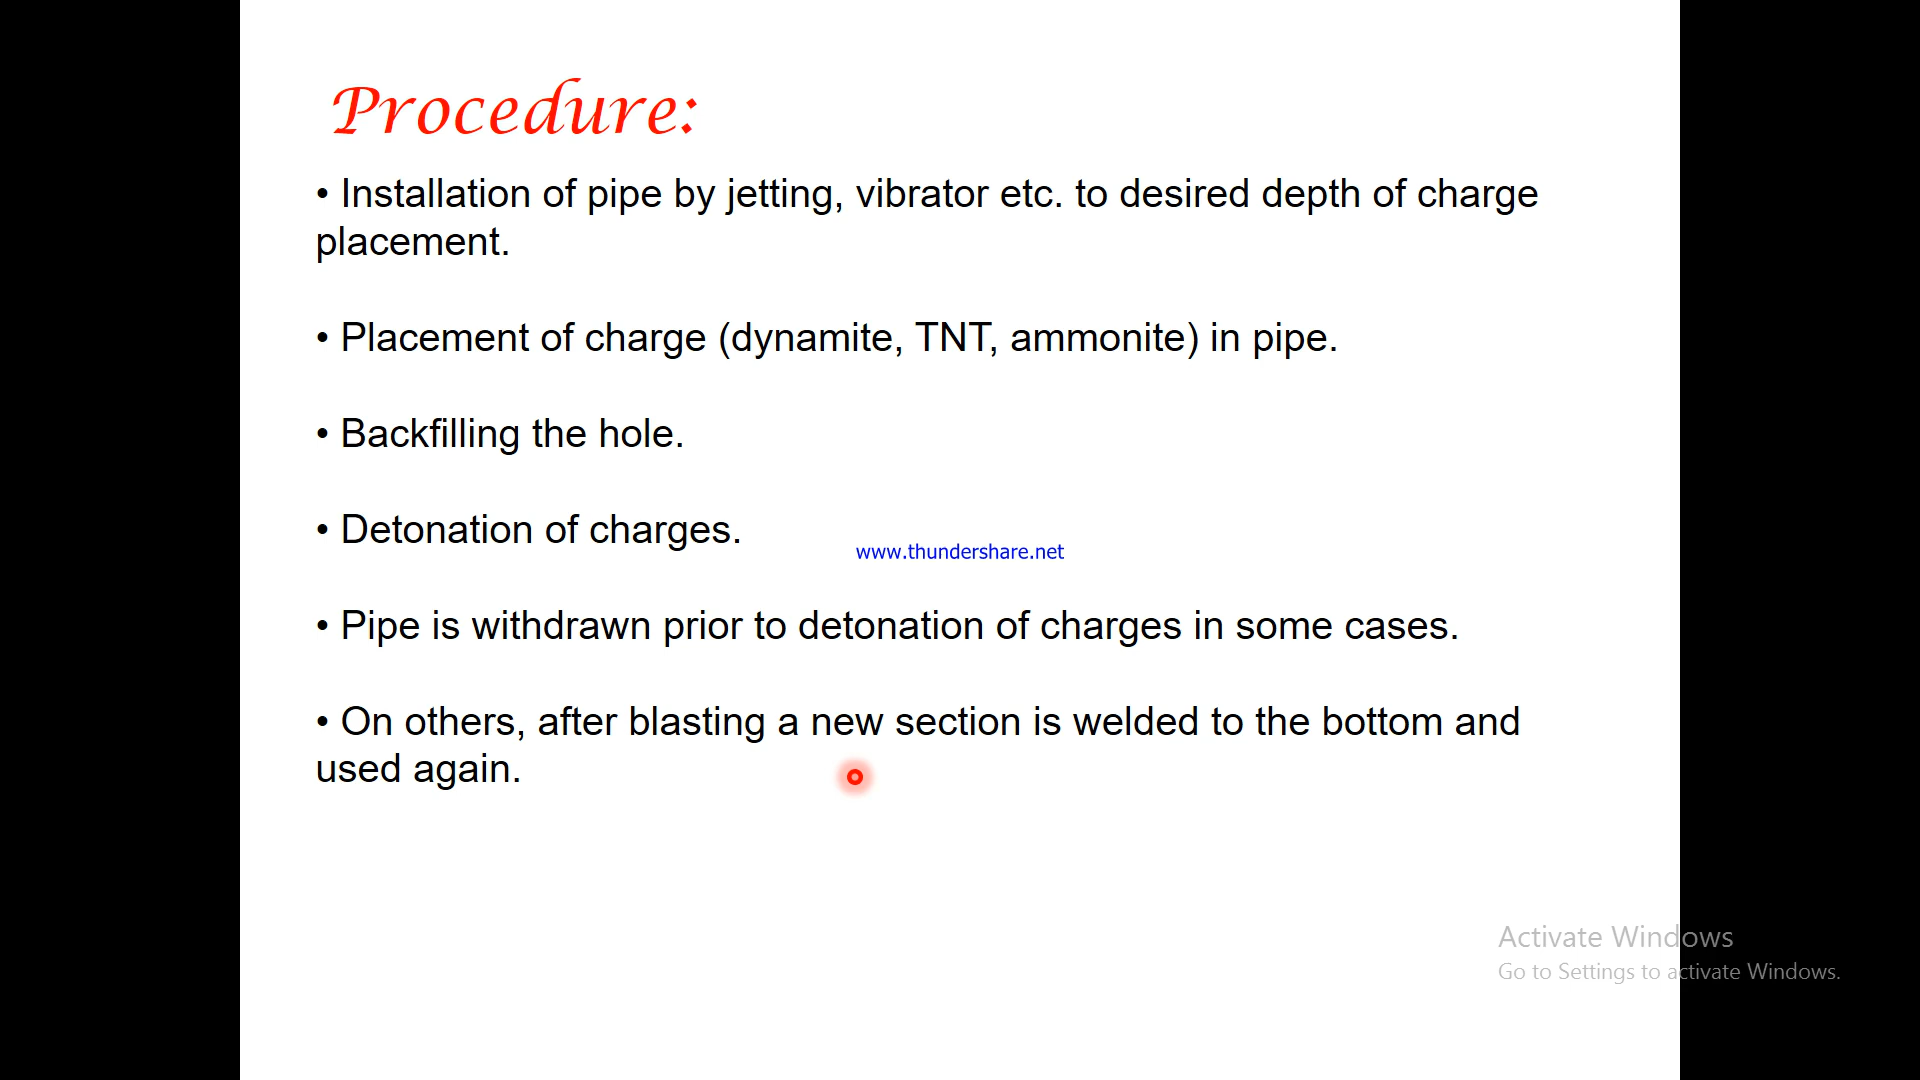 Procedure:
• Installation of pipe by jetting, vibrator etc. to desired depth of charge
placement.
• Placement of charge (dynamite, TNT, ammonite) in pipe.
• Backfilling the hole.
• Detonation of charges.
www.thundershare.net
• Pipe is withdrawn prior to detonation of charges in some cases.
• On others, after blasting a new section is welded to the bottom and
used again.
Activate Windows
Go to Settings to activate Windows.